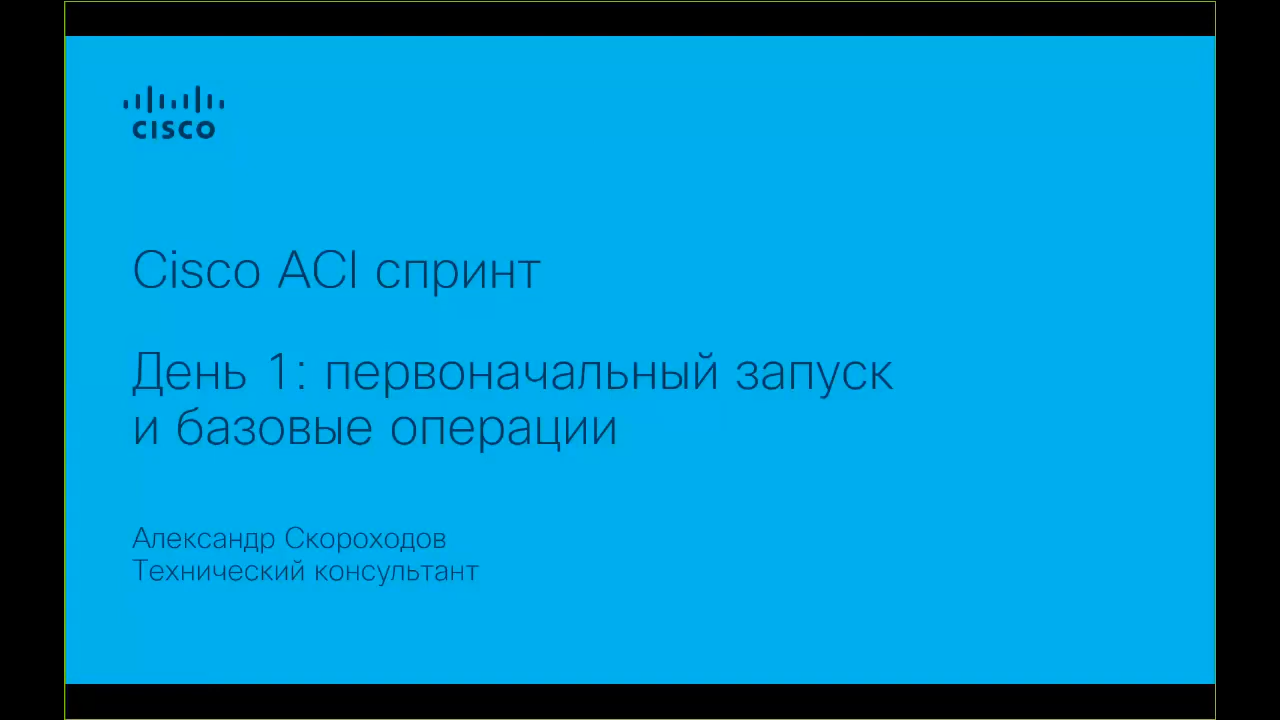 cisco
Cisco ACI спринт
День 1: первоначальный запуск
и базовые операции
Александр Скороходов
Технический консультант